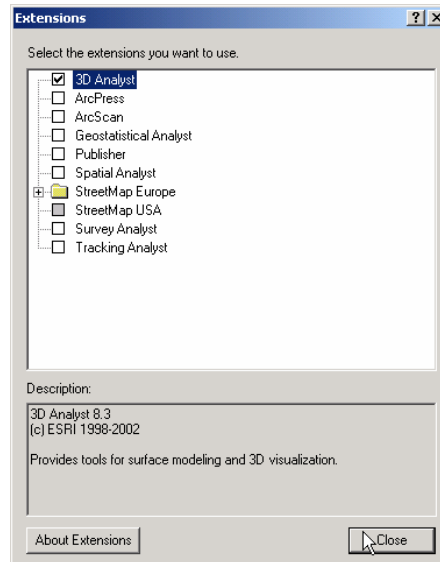 Extensions
Select the extensions you want to use.
3D Analyst
ArcPress
ArcScan
Geostatistical Analyst
Publisher
Spatial Analyst
StreetMap Europe
StreetMap USA
Survey Analyst
Tracking Analyst
Description:
3D Analyst 8.3
(c) ESRI 1998-2002
Provides tools for surface modeling and 3D visualization.
About Extensions
Close